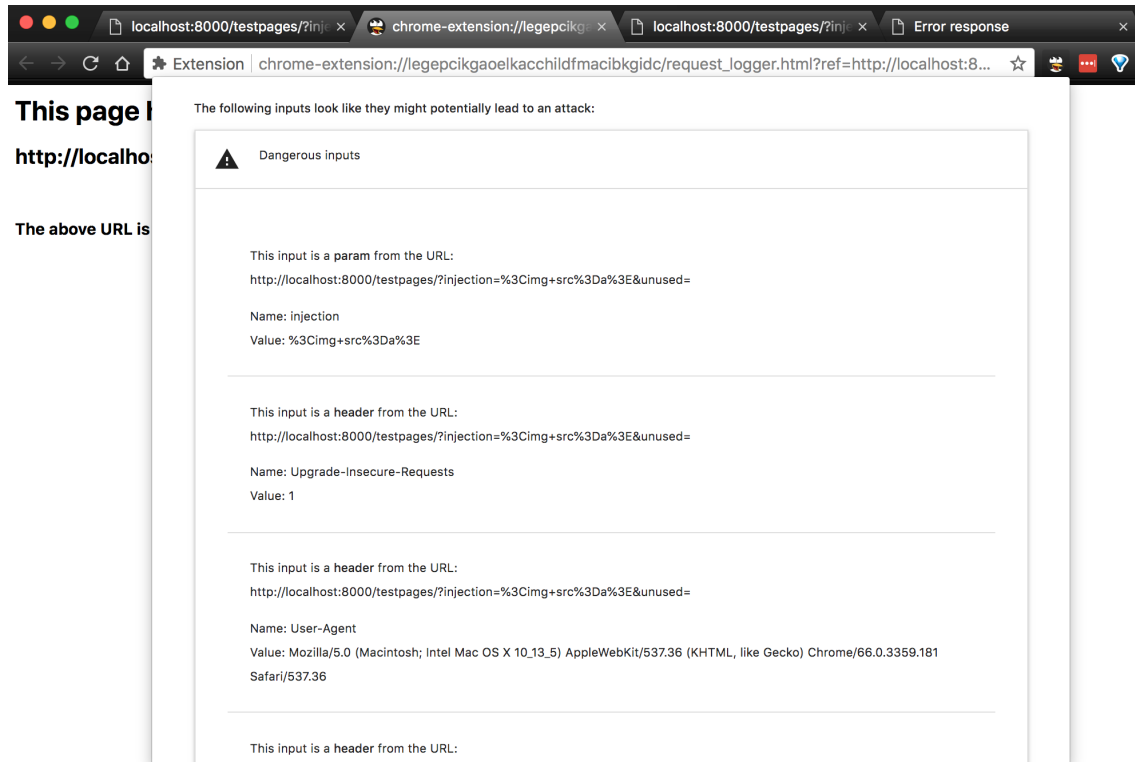 localhost:8000/testpages/?inje
chrome-extension://legepcikg
localhost:8000/testpages/?inje
Error response
Extension
chrome-extension://legepcikgaoelkacchildfmacibkgidc/request_logger.html?ref=http://localhost:8...
This page
http://localho
The above URL is
The following inputs look like they might potentially lead to an attack:
Dangerous inputs
This input is a param from the URL:
http://localhost:8000/testpages/?injection=%3Cimg+src%3Da%3E&unused=
Name: injection
Value: %3Cimg+src%3Da%3E
This input is a header from the URL:
http://localhost:8000/testpages/?injection=%3Cimg+src%3Da%3E&unused=
Name: Upgrade-Insecure-Requests
Value: 1
This input is a header from the URL:
http://localhost:8000/testpages/?injection=%3Cimg+src%3Da%3E&unused=
Name: User-Agent
Value: Mozilla/5.0 (Macintosh; Intel Mac OS X 10_13_5) AppleWebKit/537.36 (KHTML, like Gecko) Chrome/66.0.3359.181
Safari/537.36
This input is a header from the URL: